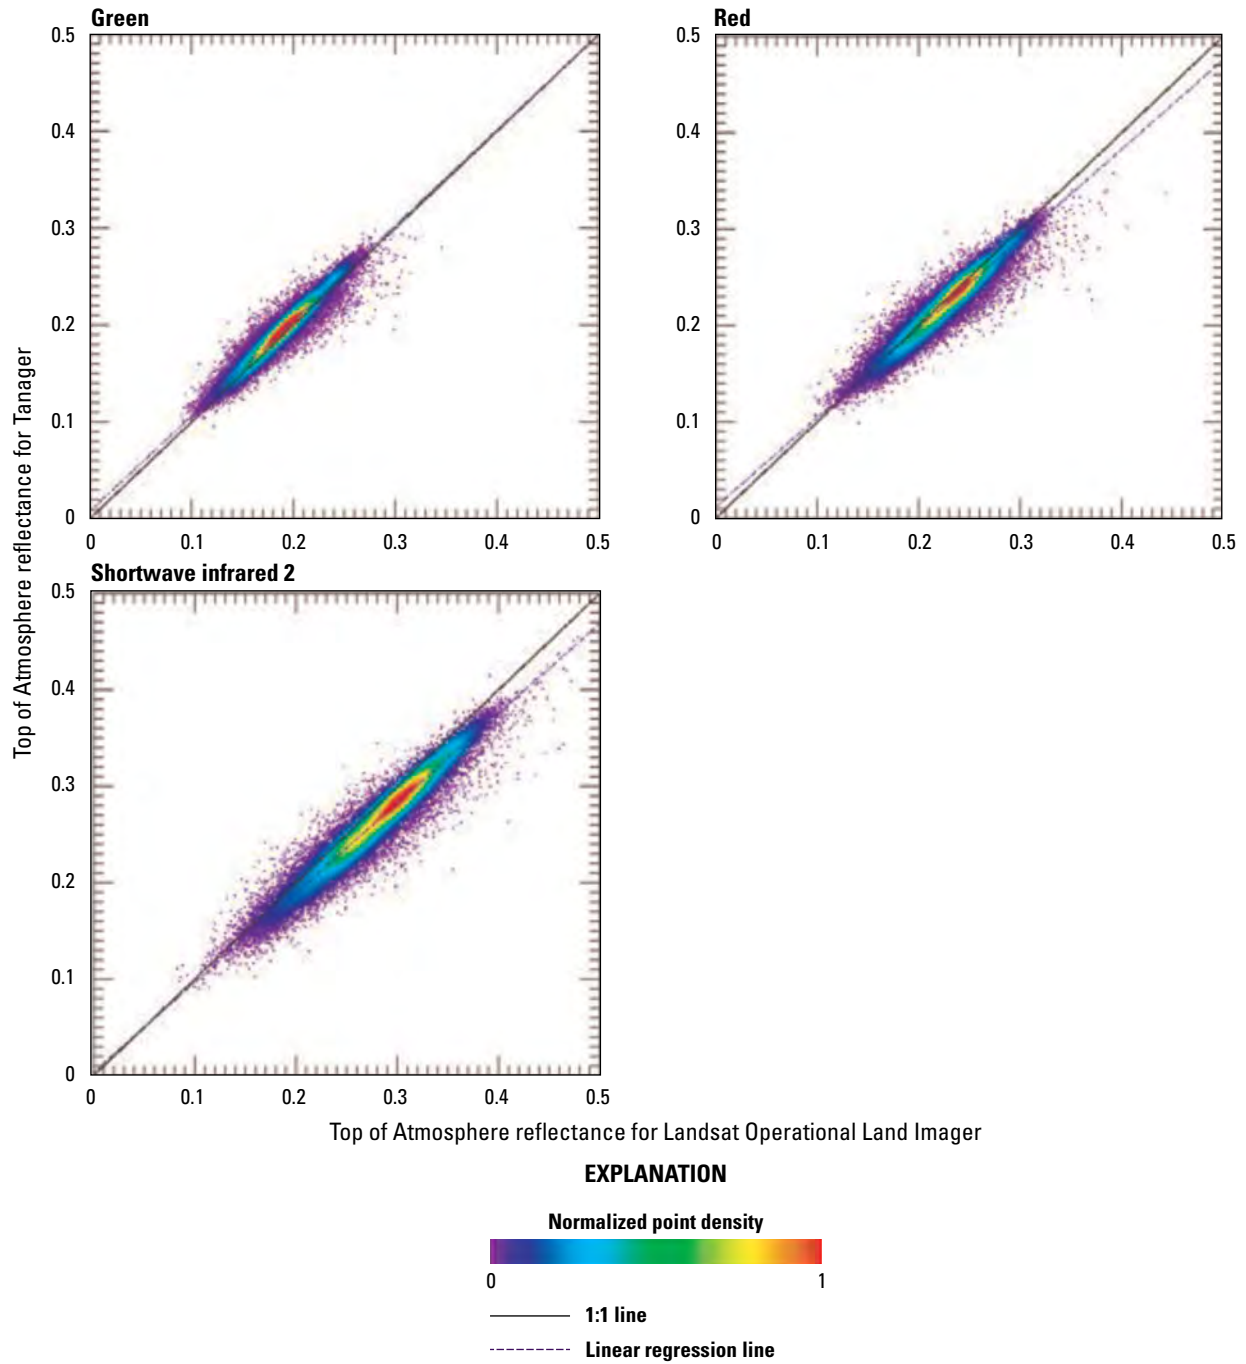 Green
Red
0.5
0.4
0.3
0.2
0.1
0
0 0.1 0.2 0.3 0.4 0.5
0.5
0.4
0.3
0.2
0.1
0
0 0.1 0.2 0.3 0.4 0.5
Shortwave infrared 2
0.5
0.4
0.3
0.2
0.1
0
0 0.1 0.2 0.3 0.4 0.5
Top of Atmosphere reflectance for Tanager
Top of Atmosphere reflectance for Landsat Operational Land Imager
EXPLANATION
Normalized point density
0 1
1:1 line
Linear regression line